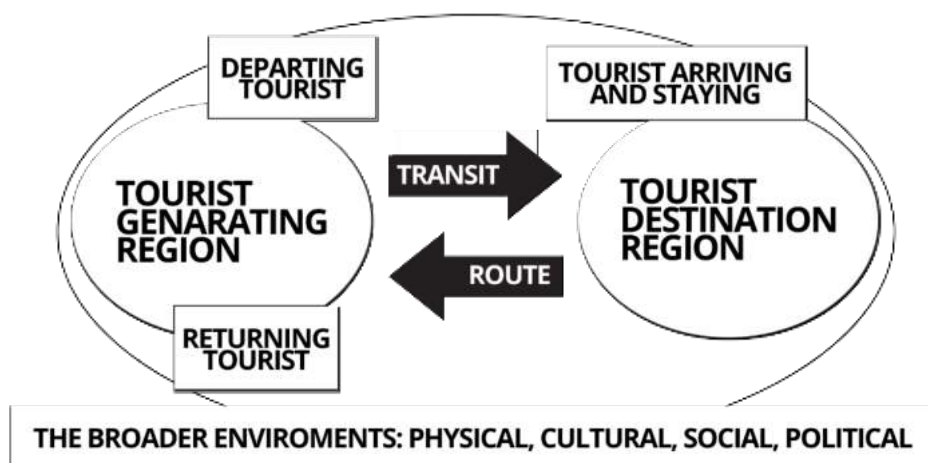 DEPARTING
TOURIST
TOURIST ARRIVING
AND STAYING
TRANSIT
TOURIST
GENARATING
REGION
TOURIST
DESTINATION
REGION
ROUTE
RETURNING
TOURIST
THE BROADER ENVIROMENTS: PHYSICAL, CULTURAL, SOCIAL, POLITICAL